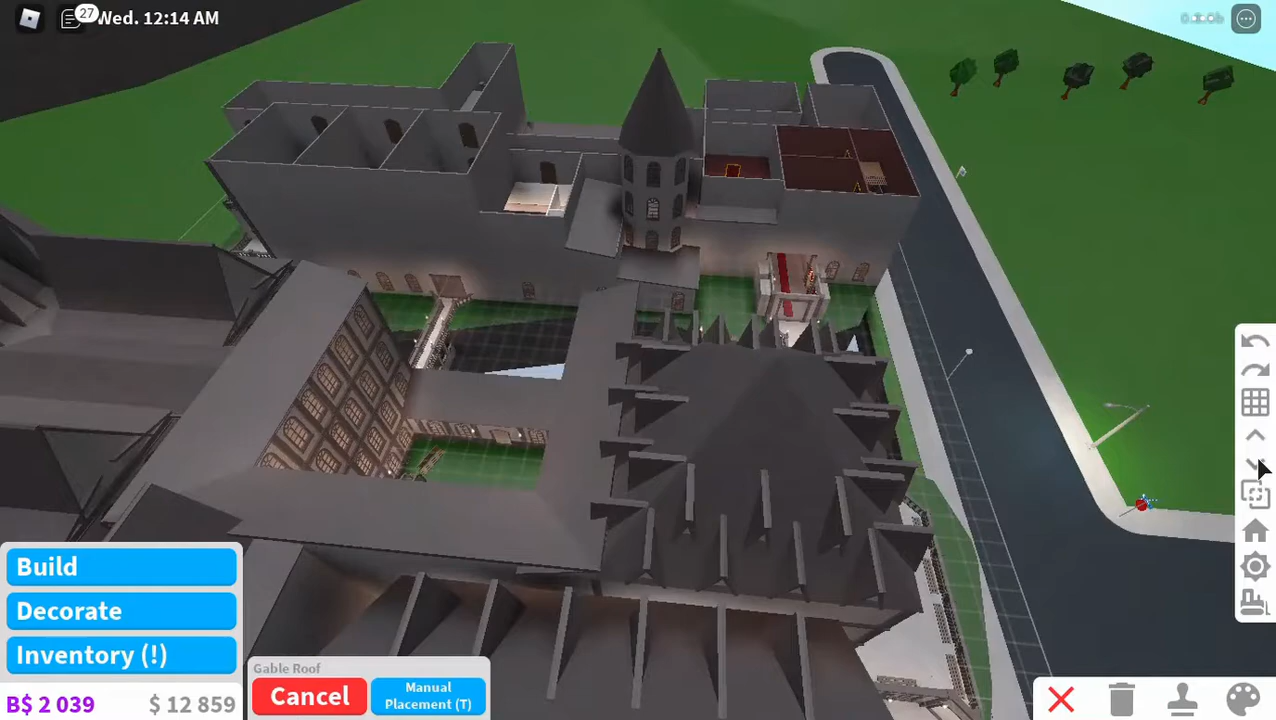 27
Wed. 12:14 AM
Build
Decorate
Inventory (!)
B$ 2 039
$ 12 859
Gable Roof
Cancel
Manual
Placement (T)